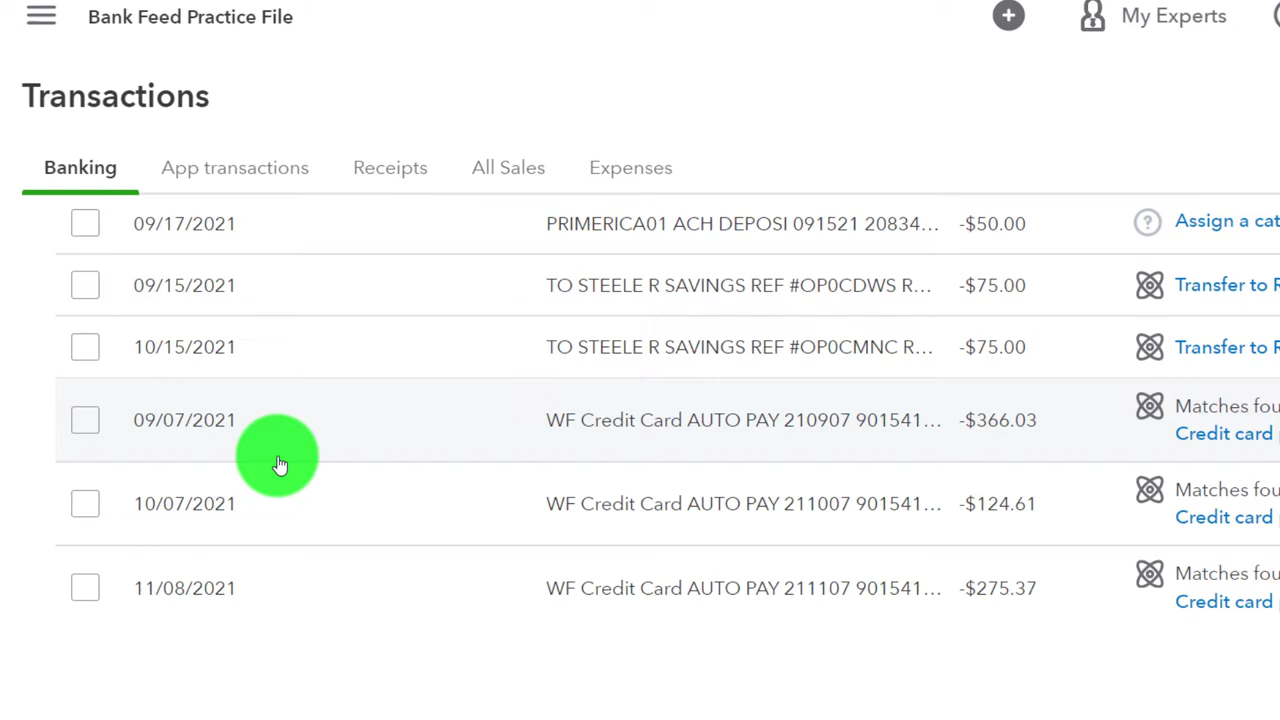 Bank Feed Practice File
My Experts
Transactions
Banking App transactions Receipts All Sales Expenses
09/17/2021 PRIMERICA01 ACH DEPOSI 091521 20834... -$50.00 Assign a cat
09/15/2021 TO STEELE R SAVINGS REF #OP0CDWS R... -$75.00 Transfer to R
10/15/2021 TO STEELE R SAVINGS REF #OP0CMNC R... -$75.00 Transfer to R
09/07/2021 WF Credit Card AUTO PAY 210907 901541... -$366.03 Matches fou
Credit card
10/07/2021 WF Credit Card AUTO PAY 211007 901541... -$124.61 Matches fou
Credit card
11/08/2021 WF Credit Card AUTO PAY 211107 901541... -$275.37 Matches fou
Credit card